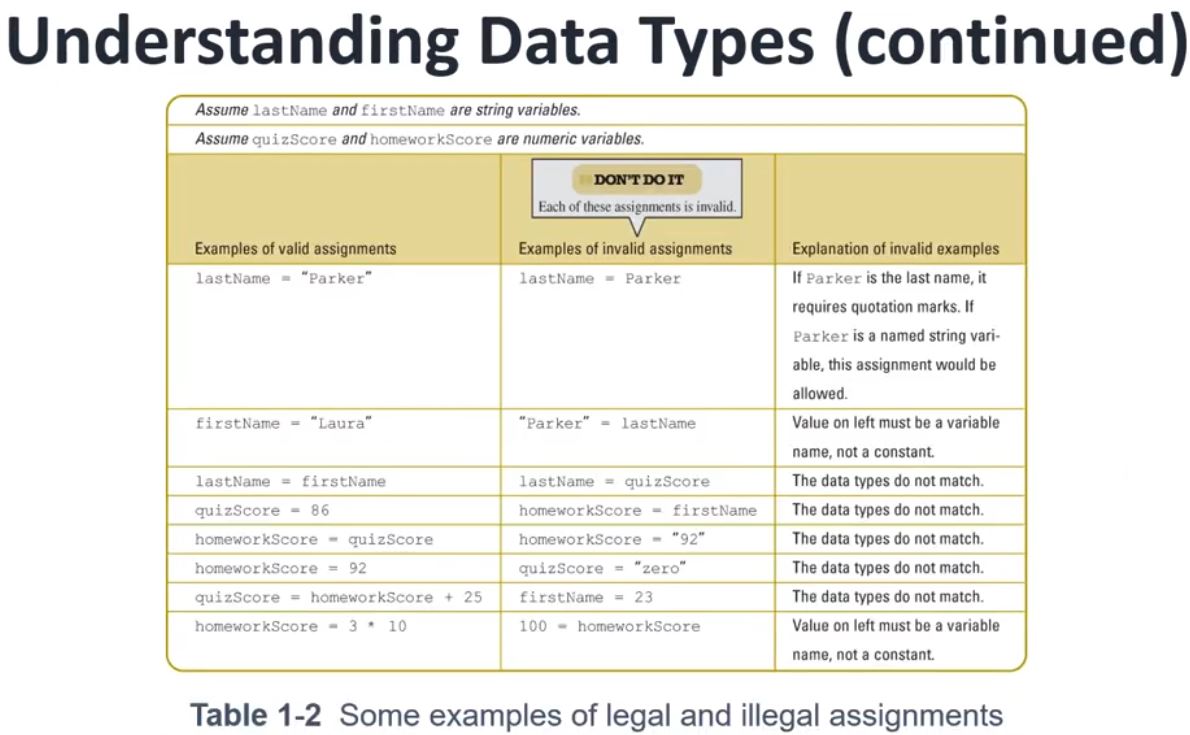 Understanding Data Types (continued)
Assume lastName and firstName are string variables.
Assume quizScore and homeworkScore are numeric variables.
DON'T DO IT
Each of these assignments is invalid.
Examples of valid assignments
Examples of invalid assignments
Explanation of invalid examples
lastName = "Parker"
lastName = Parker
If Parker is the last name, it
requires quotation marks. If
Parker is a named string vari-
able, this assignment would be
allowed.
firstName = "Laura"
"Parker" = lastName
Value on left must be a variable
name, not a constant.
lastName = firstName
lastName = quizScore
The data types do not match.
quizScore = 86
homeworkScore = firstName
The data types do not match.
homeworkScore = quizScore
homeworkScore = "92"
The data types do not match.
homeworkScore = 92
quizScore = "zero"
The data types do not match.
quizScore = homeworkScore + 25
firstName = 23
The data types do not match.
homeworkScore = 3 * 10
100 = homeworkScore
Value on left must be a variable
name, not a constant.
Table 1-2 Some examples of legal and illegal assignments